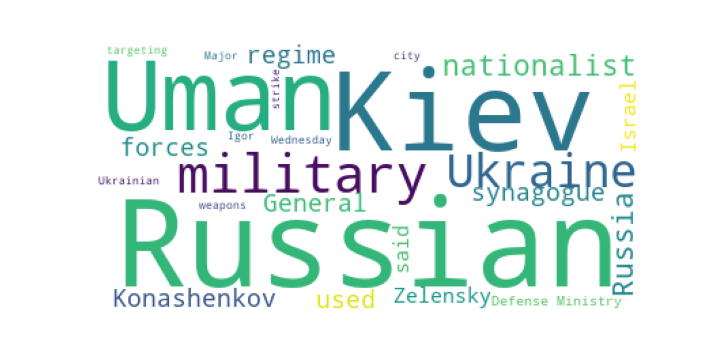 targeting
Major
city
regime
nationalist
Uman
Kiev
strike
Israel
Igor
Wednesday
forces
military
Ukraine
Ukrainian
synagogue
weapons
General
Russian
said
Russia
Konashenkov
used
Zelensky
Defense Ministry